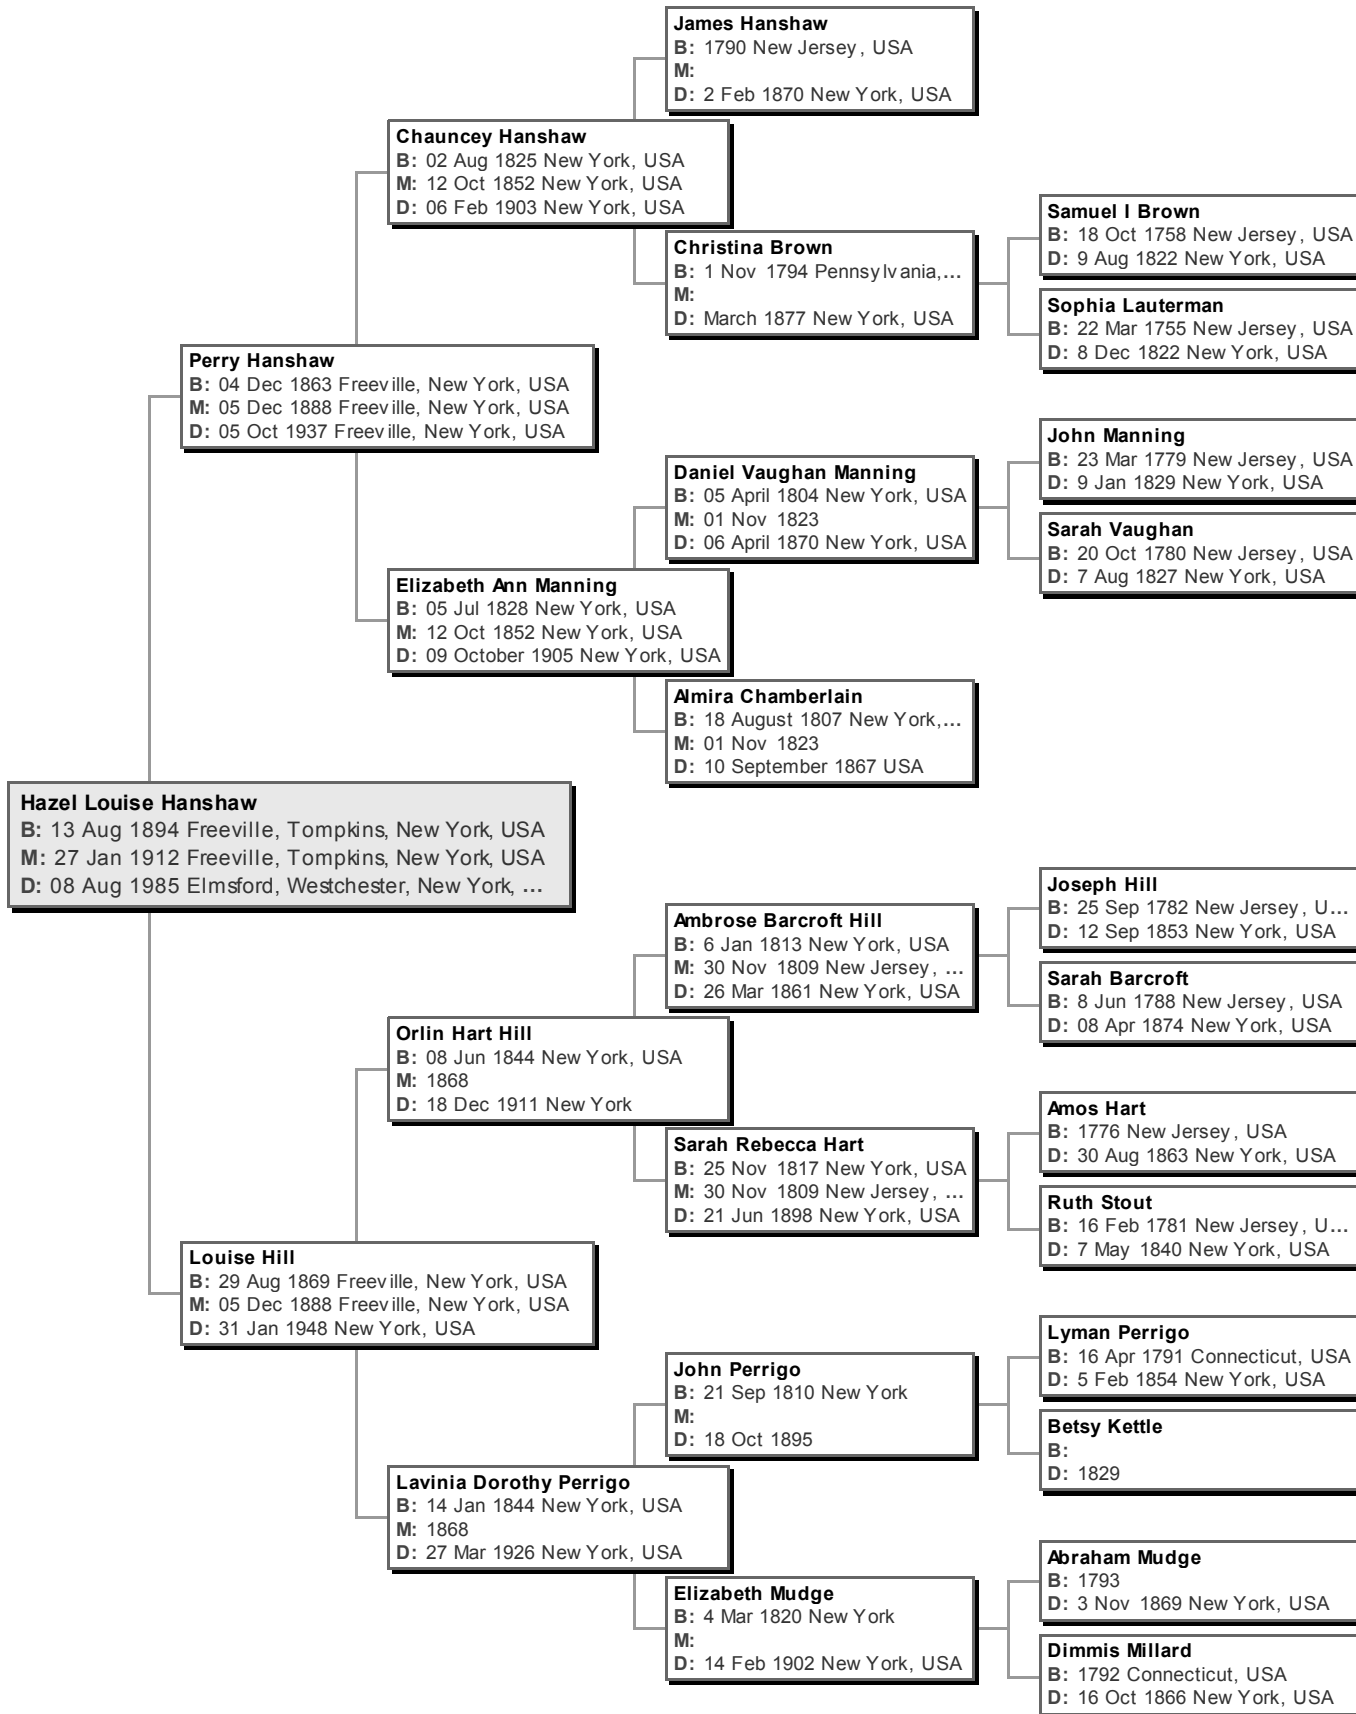 James Hanshaw
B: 1790 New Jersey, USA
M:
D: 2 Feb 1870 New York, USA
Chauncey Hanshaw
B: 02 Aug 1825 New York, USA
M: 12 Oct 1852 New York, USA
D: 06 Feb 1903 New York, USA
Christina Brown
B: 1 Nov 1794 Pennsylvania,...
M:
D: March 1877 New York, USA
Samuel I Brown
B: 18 Oct 1758 New Jersey, USA
D: 9 Aug 1822 New York, USA
Sophia Lauterman
B: 22 Mar 1755 New Jersey, USA
D: 8 Dec 1822 New York, USA
Perry Hanshaw
B: 04 Dec 1863 Freeville, New York, USA
M: 05 Dec 1888 Freeville, New York, USA
D: 05 Oct 1937 Freeville, New York, USA
Daniel Vaughan Manning
B: 05 April 1804 New York, USA
M: 01 Nov 1823
D: 06 April 1870 New York, USA
John Manning
B: 23 Mar 1779 New Jersey, USA
D: 9 Jan 1829 New York, USA
Sarah Vaughan
B: 20 Oct 1780 New Jersey, USA
D: 7 Aug 1827 New York, USA
Elizabeth Ann Manning
B: 05 Jul 1828 New York, USA
M: 12 Oct 1852 New York, USA
D: 09 October 1905 New York, USA
Almira Chamberlain
B: 18 August 1807 New York,...
M: 01 Nov 1823
D: 10 September 1867 USA
Hazel Louise Hanshaw
B: 13 Aug 1894 Freeville, Tompkins, New York, USA
M: 27 Jan 1912 Freeville, Tompkins, New York, USA
D: 08 Aug 1985 Elmsford, Westchester, New York, ...
Ambrose Barcroft Hill
B: 6 Jan 1813 New York, USA
M: 30 Nov 1809 New Jersey, ...
D: 26 Mar 1861 New York, USA
Joseph Hill
B: 25 Sep 1782 New Jersey, U...
D: 12 Sep 1853 New York, USA
Sarah Barcroft
B: 8 Jun 1788 New Jersey, USA
D: 08 Apr 1874 New York, USA
Orlin Hart Hill
B: 08 Jun 1844 New York, USA
M: 1868
D: 18 Dec 1911 New York
Sarah Rebecca Hart
B: 25 Nov 1817 New York, USA
M: 30 Nov 1809 New Jersey, ...
D: 21 Jun 1898 New York, USA
Amos Hart
B: 1776 New Jersey, USA
D: 30 Aug 1863 New York, USA
Ruth Stout
B: 16 Feb 1781 New Jersey, U...
D: 7 May 1840 New York, USA
Louise Hill
B: 29 Aug 1869 Freeville, New York, USA
M: 05 Dec 1888 Freeville, New York, USA
D: 31 Jan 1948 New York, USA
John Perrigo
B: 21 Sep 1810 New York
M:
D: 18 Oct 1895
Lyman Perrigo
B: 16 Apr 1791 Connecticut, USA
D: 5 Feb 1854 New York, USA
Betsy Kettle
B:
D: 1829
Lavinia Dorothy Perrigo
B: 14 Jan 1844 New York, USA
M: 1868
D: 27 Mar 1926 New York, USA
Elizabeth Mudge
B: 4 Mar 1820 New York
M:
D: 14 Feb 1902 New York, USA
Abraham Mudge
B: 1793
D: 3 Nov 1869 New York, USA
Dimmis Millard
B: 1792 Connecticut, USA
D: 16 Oct 1866 New York, USA